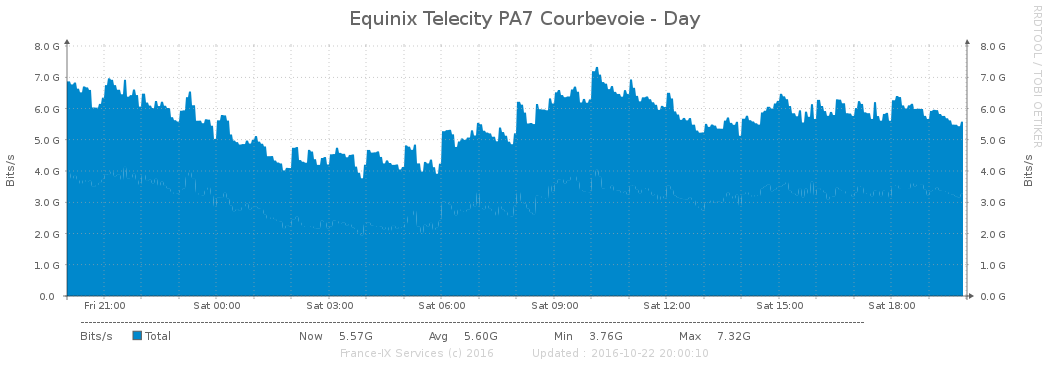 Equinix Telecity PA7 Courbevoie - Day
RRDTOOL / TOBI OETIKER
Bits/s
8.0 G 8.0 G
7.0 G 7.0 G
6.0 G 6.0 G
5.0 G 5.0 G
4.0 G 4.0 G
3.0 G 3.0 G
2.0 G 2.0 G
1.0 G 1.0 G
0.0 0.0 G
Bits/s
Fri 21:00 Sat 00:00 Sat 03:00 Sat 06:00 Sat 09:00 Sat 12:00 Sat 15:00 Sat 18:00
Bits/s Total Now 5.57G Avg 5.60G Min 3.76G Max 7.32G
France-IX Services (c) 2016 Updated : 2016-10-22 20:00:10